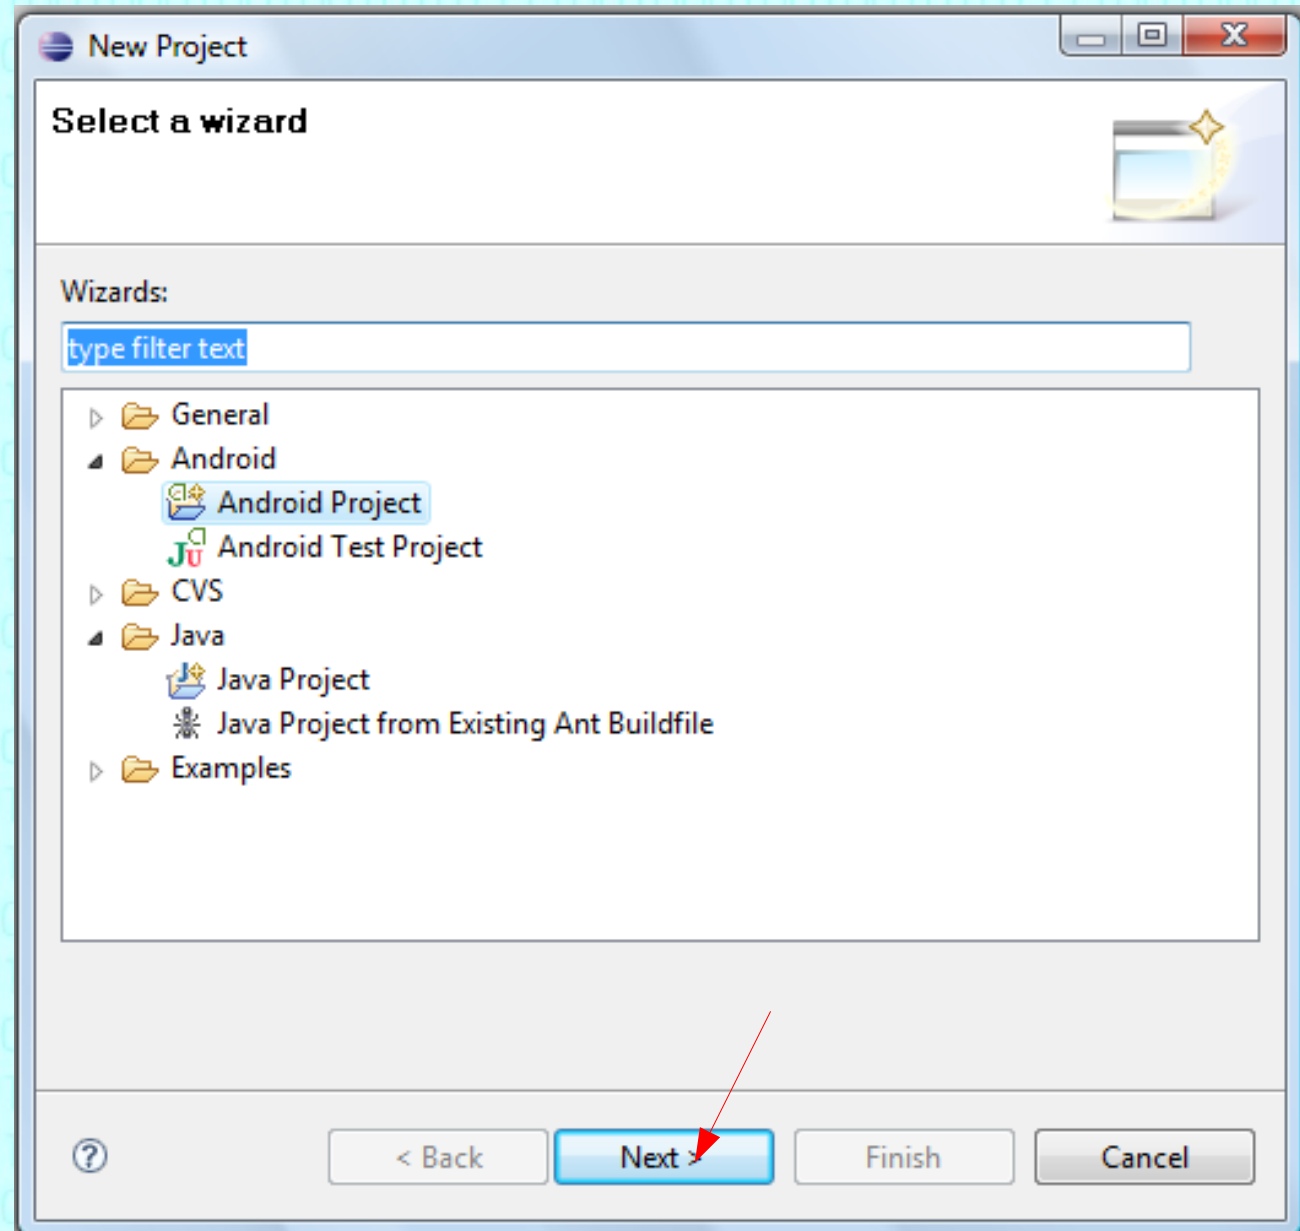 New Project
Select a wizard
Wizards:
type filter text
General
Android
Android Project
Android Test Project
CVS
Java
Java Project
Java Project from Existing Ant Buildfile
Examples
< Back Next > Finish Cancel